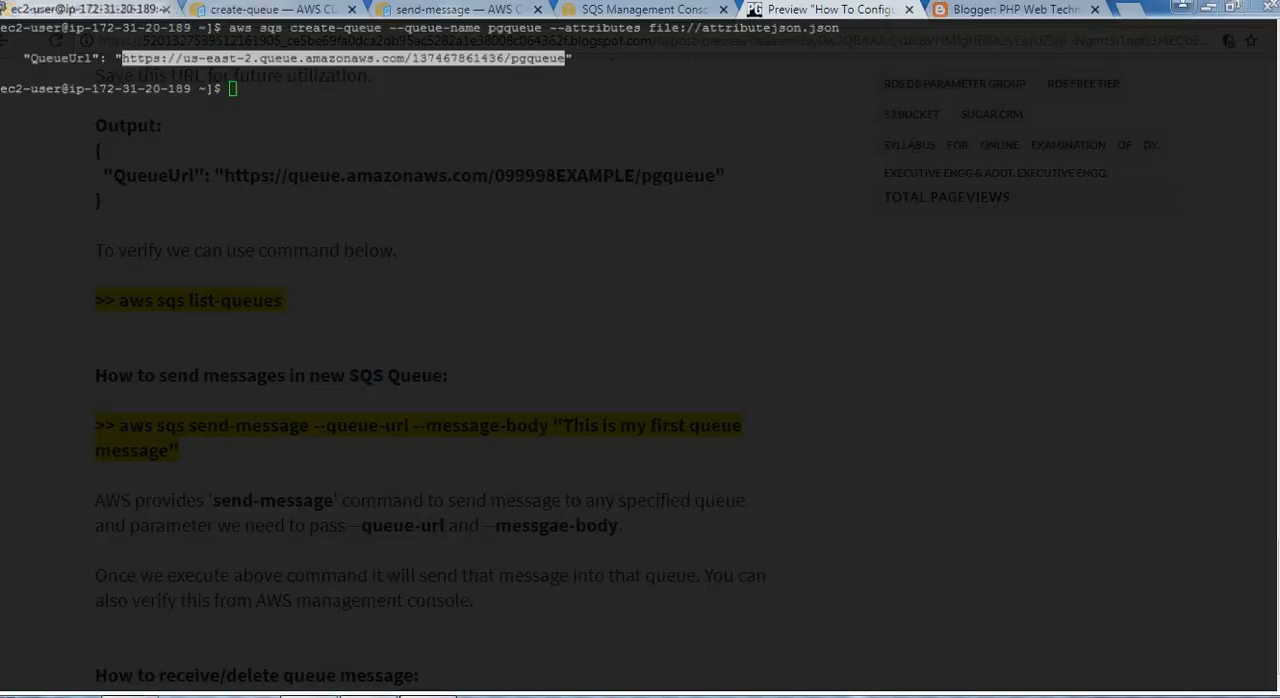 ec2-user@ip-172-31-20-189:~
create-queue — AWS CL
send-message — AWS C
SQS Management Conso
Preview "How To Configu
Blogger: PHP Web Techn
ec2-user@ip-172-31-20-189 ~]$ aws sqs create-queue --queue-name pgqueue --attributes file://attributejson.json
"QueueUrl": "https://us-east-2.queue.amazonaws.com/137467861436/pgqueue"
Save this URL for future utilization.
ec2-user@ip-172-31-20-189 ~]$
Output:
{
"QueueUrl": "https://queue.amazonaws.com/099998EXAMPLE/pgqueue"
}
To verify we can use command below.
>> aws sqs list-queues
How to send messages in new SQS Queue:
>> aws sqs send-message --queue-url --message-body "This is my first queue
message"
AWS provides 'send-message' command to send message to any specified queue
and parameter we need to pass --queue-url and --messgae-body.
Once we execute above command it will send that message into that queue. You can
also verify this from AWS management console.
How to receive/delete queue message:
RDS DB PARAMETER GROUP RDS FREE TIER
S3 BUCKET SUGAR CRM
SYLLABUS FOR ONLINE EXAMINATION OF DY.
EXECUTIVE ENGG & ADDT. EXECUTIVE ENGG.
TOTAL PAGEVIEWS